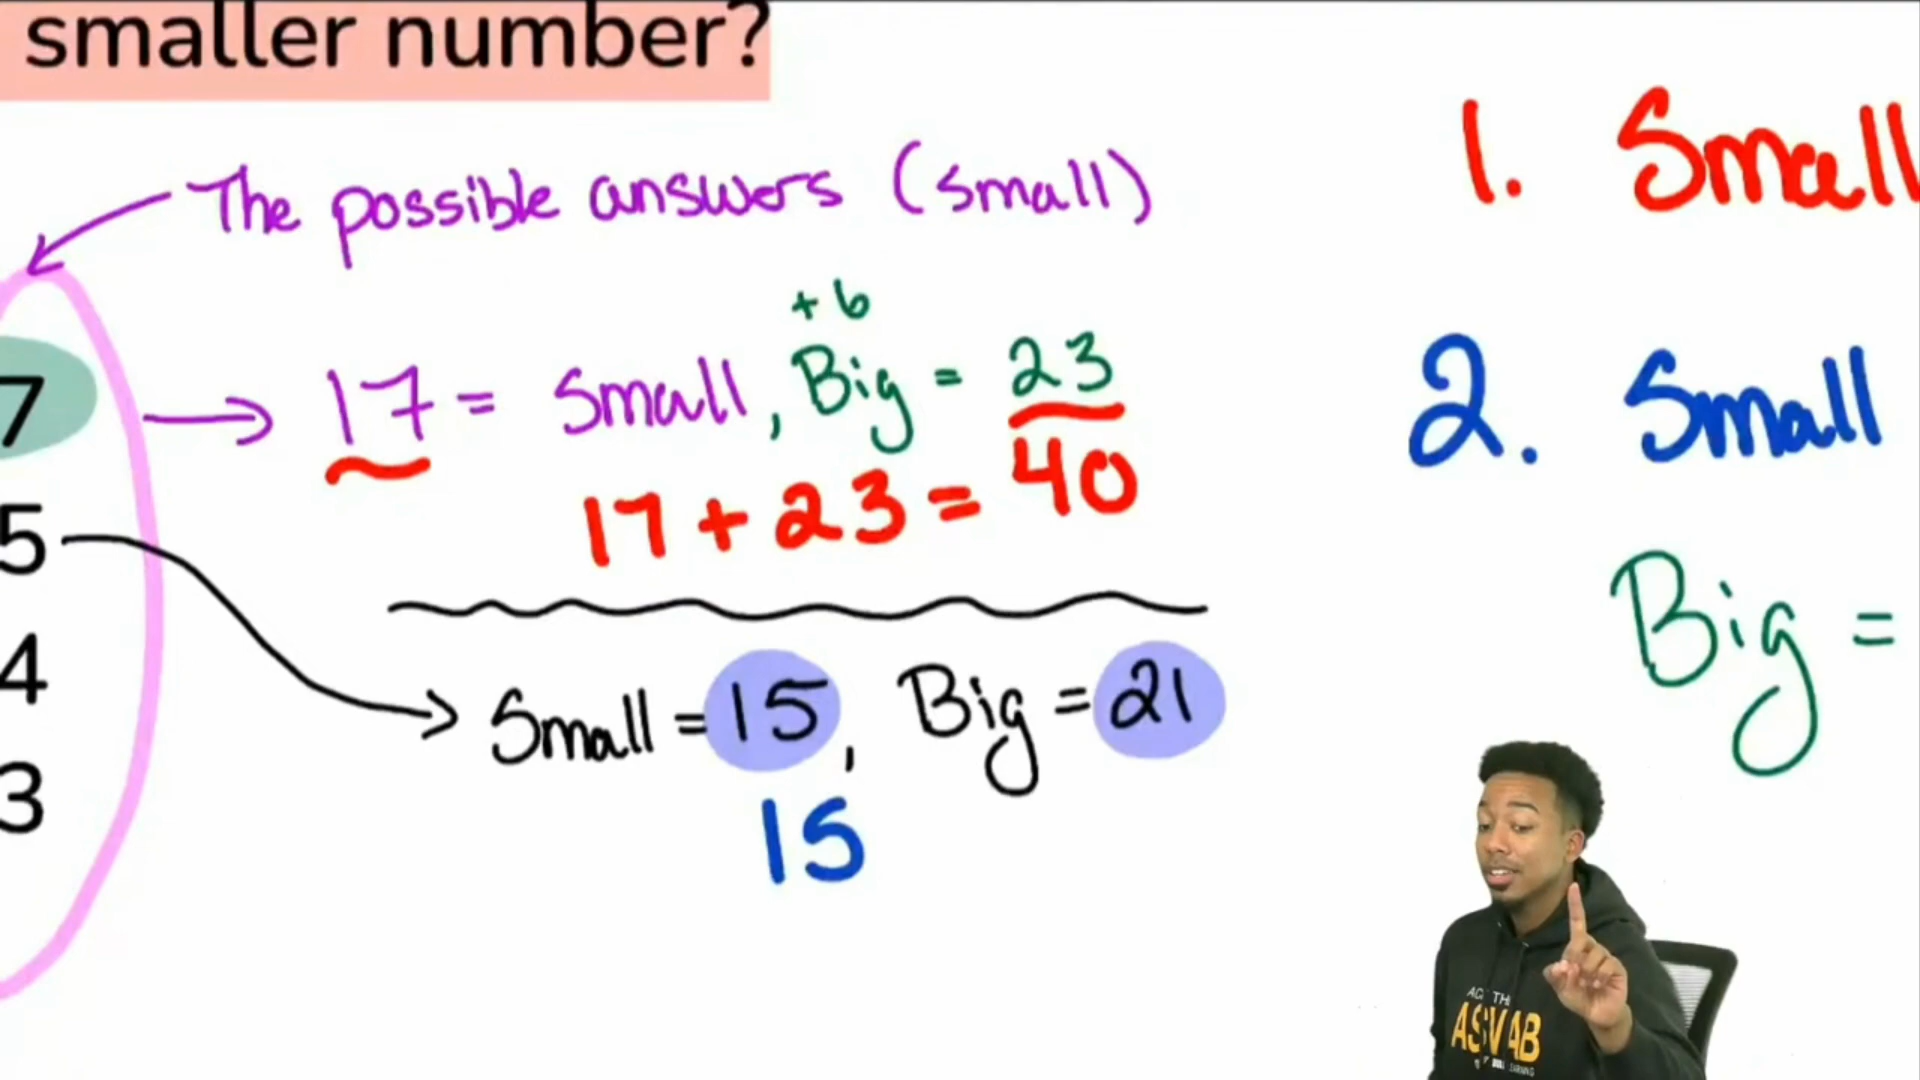 smaller number?
The possible answers (small)
1. Small
+6
7
17 = Small, Big = 23
2. Small
17 + 23 = 40
5
Big =
4
Small = 15, Big = 21
3
15
ASVAB